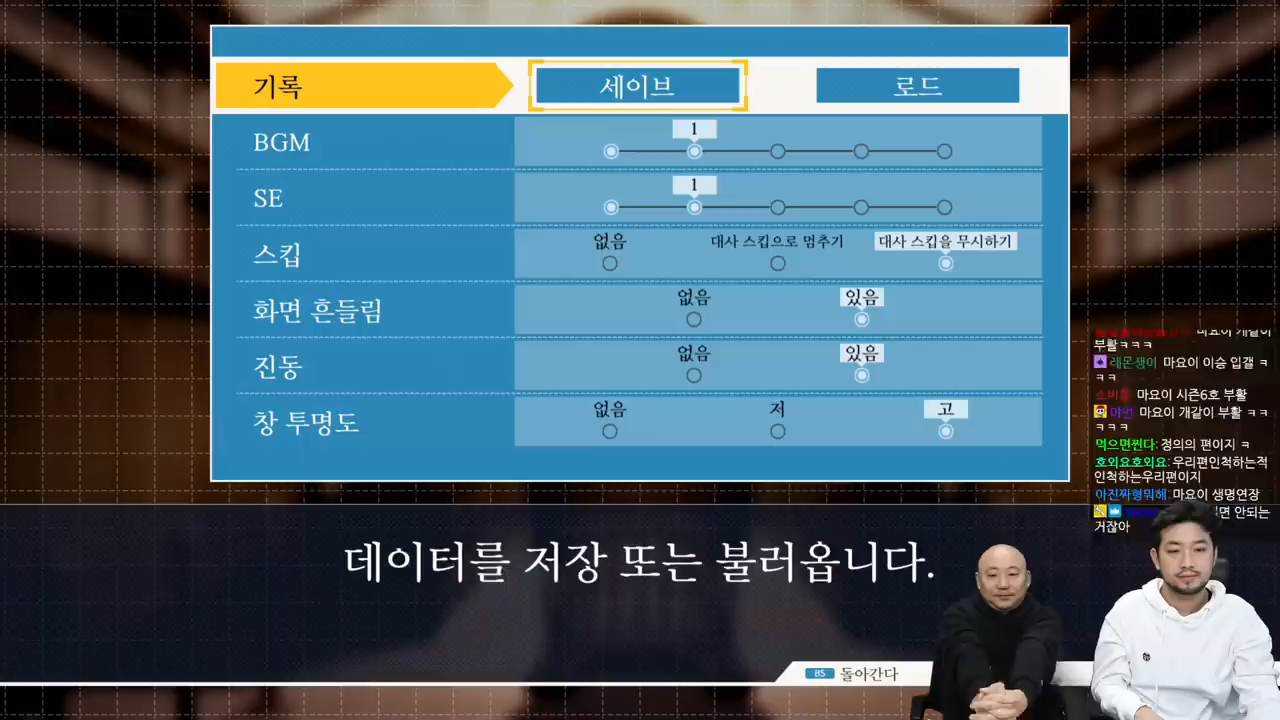 기록
세이브
로드
BGM
1
SE
1
스킵
없음
대사 스킵으로 멈추기
대사 스킵을 무시하기
화면 흔들림
없음
있음
진동
없음
있음
창 투명도
없음
저
고
데이터를 저장 또는 불러옵니다.
BS 돌아간다
부활ㅋㅋㅋ
레몬쟁이 마요이 이승 입갤 ㅋ
ㅋㅋ
마요이 시즌6호 부활
야번 마요이 개같이 부활 ㅋㅋ
ㅋㅋㅋ
먹으면찐다: 정의의 편이지 ㅋ
호외요호외요: 우리편인척하는적
인척하는우리편이지
아진짜형뭐해: 마요이 생명연장
면 안되는
거잖아